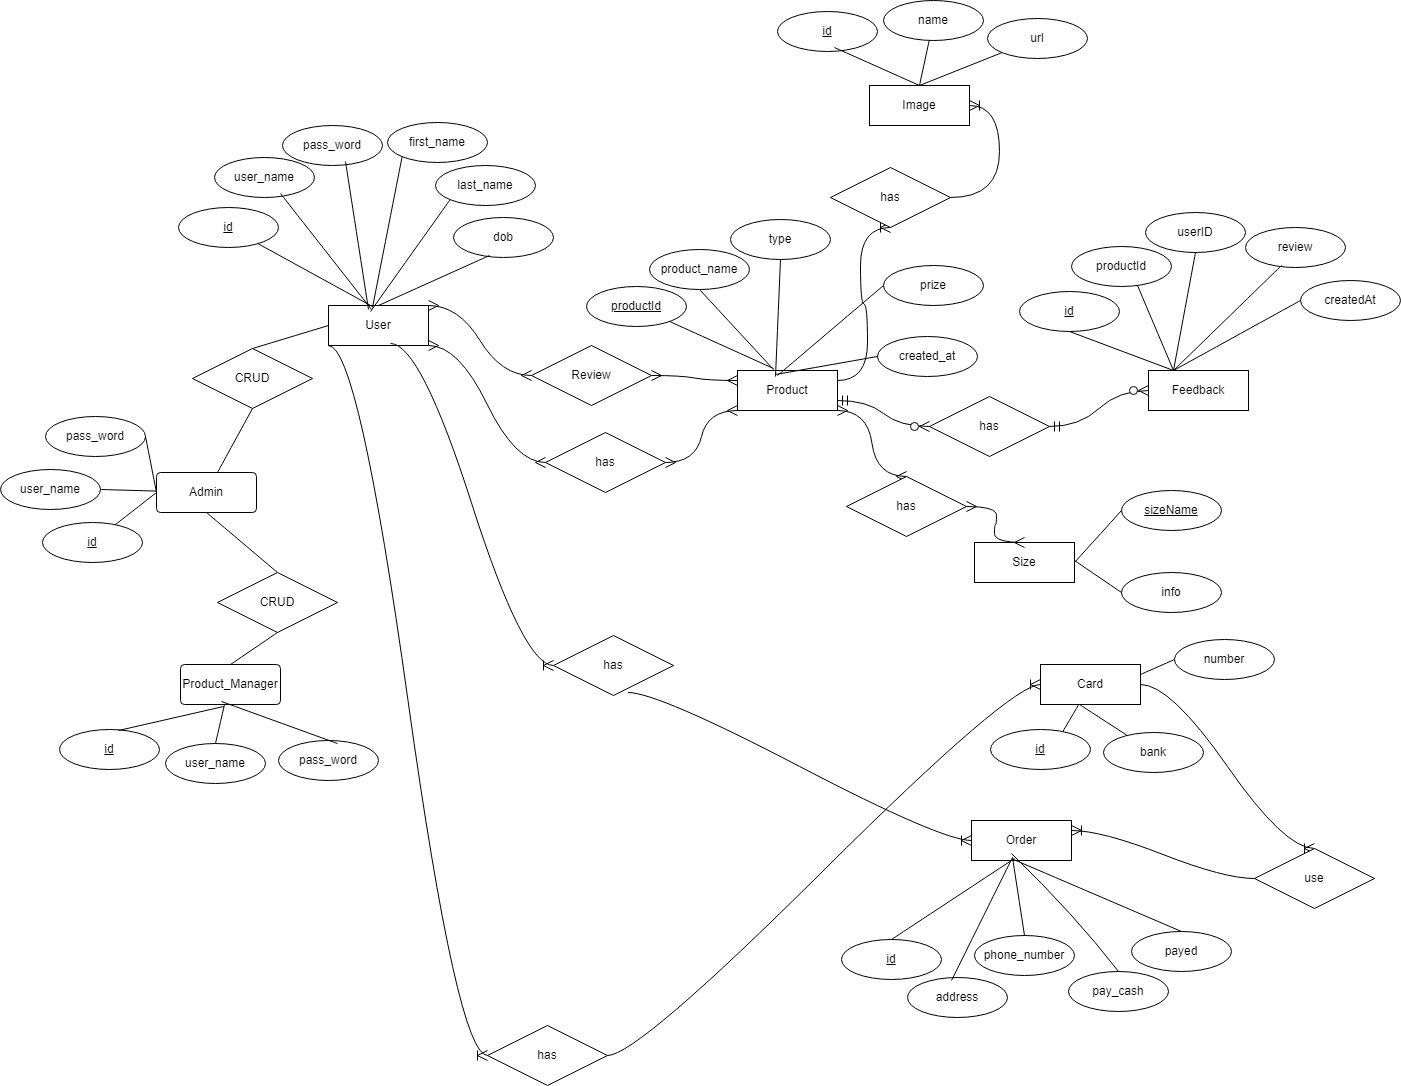 name
id
url
Image
first_name
pass_word
user_name
last_name
has
id
dob
type
userID
review
product_name
productId
prize
createdAt
productId
id
User
created_at
CRUD
Review
Product
Feedback
has
pass_word
has
user_name
Admin
has
sizeName
id
Size
info
CRUD
has
number
Product_Manager
Card
id
user_name
pass_word
id
bank
Order
use
id
phone_number
payed
address
pay_cash
has